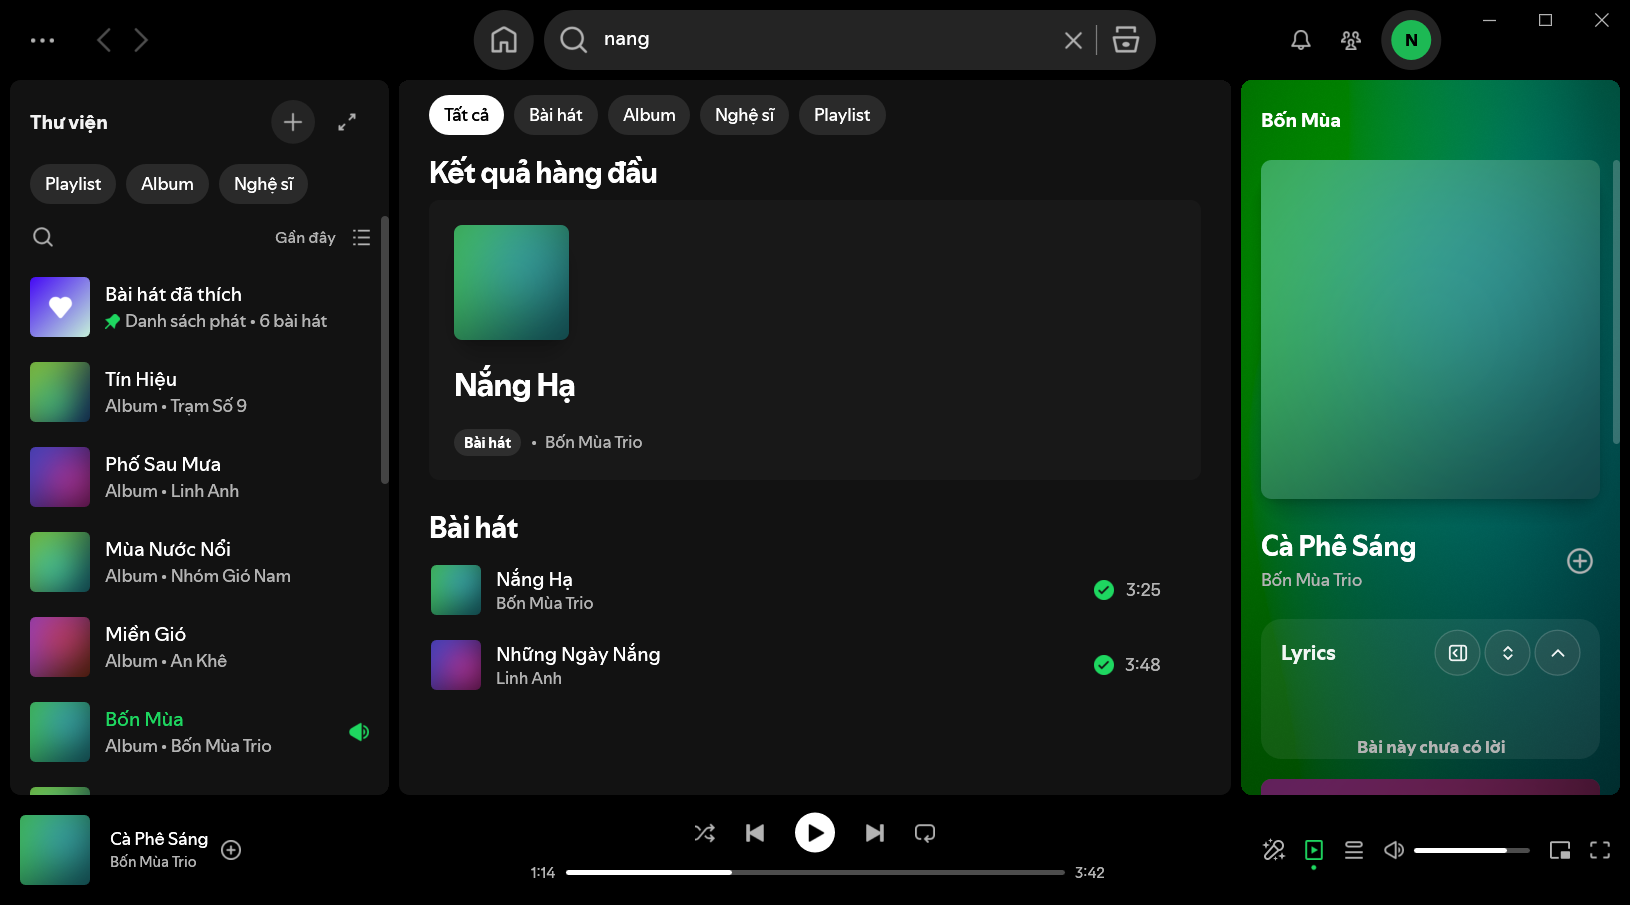 nang
N
Thư viện
Playlist
Album
Nghệ sĩ
Gần đây
Bài hát đã thích
Danh sách phát • 6 bài hát
Tín Hiệu
Album • Trạm Số 9
Phố Sau Mưa
Album • Linh Anh
Mùa Nước Nổi
Album • Nhóm Gió Nam
Miền Gió
Album • An Khê
Bốn Mùa
Album • Bốn Mùa Trio
Tất cả
Bài hát
Album
Nghệ sĩ
Playlist
Kết quả hàng đầu
Nắng Hạ
Bài hát • Bốn Mùa Trio
Bài hát
Nắng Hạ
Bốn Mùa Trio
3:25
Những Ngày Nắng
Linh Anh
3:48
Bốn Mùa
Cà Phê Sáng
Bốn Mùa Trio
Lyrics
Bài này chưa có lời
Cà Phê Sáng
Bốn Mùa Trio
1:14
3:42